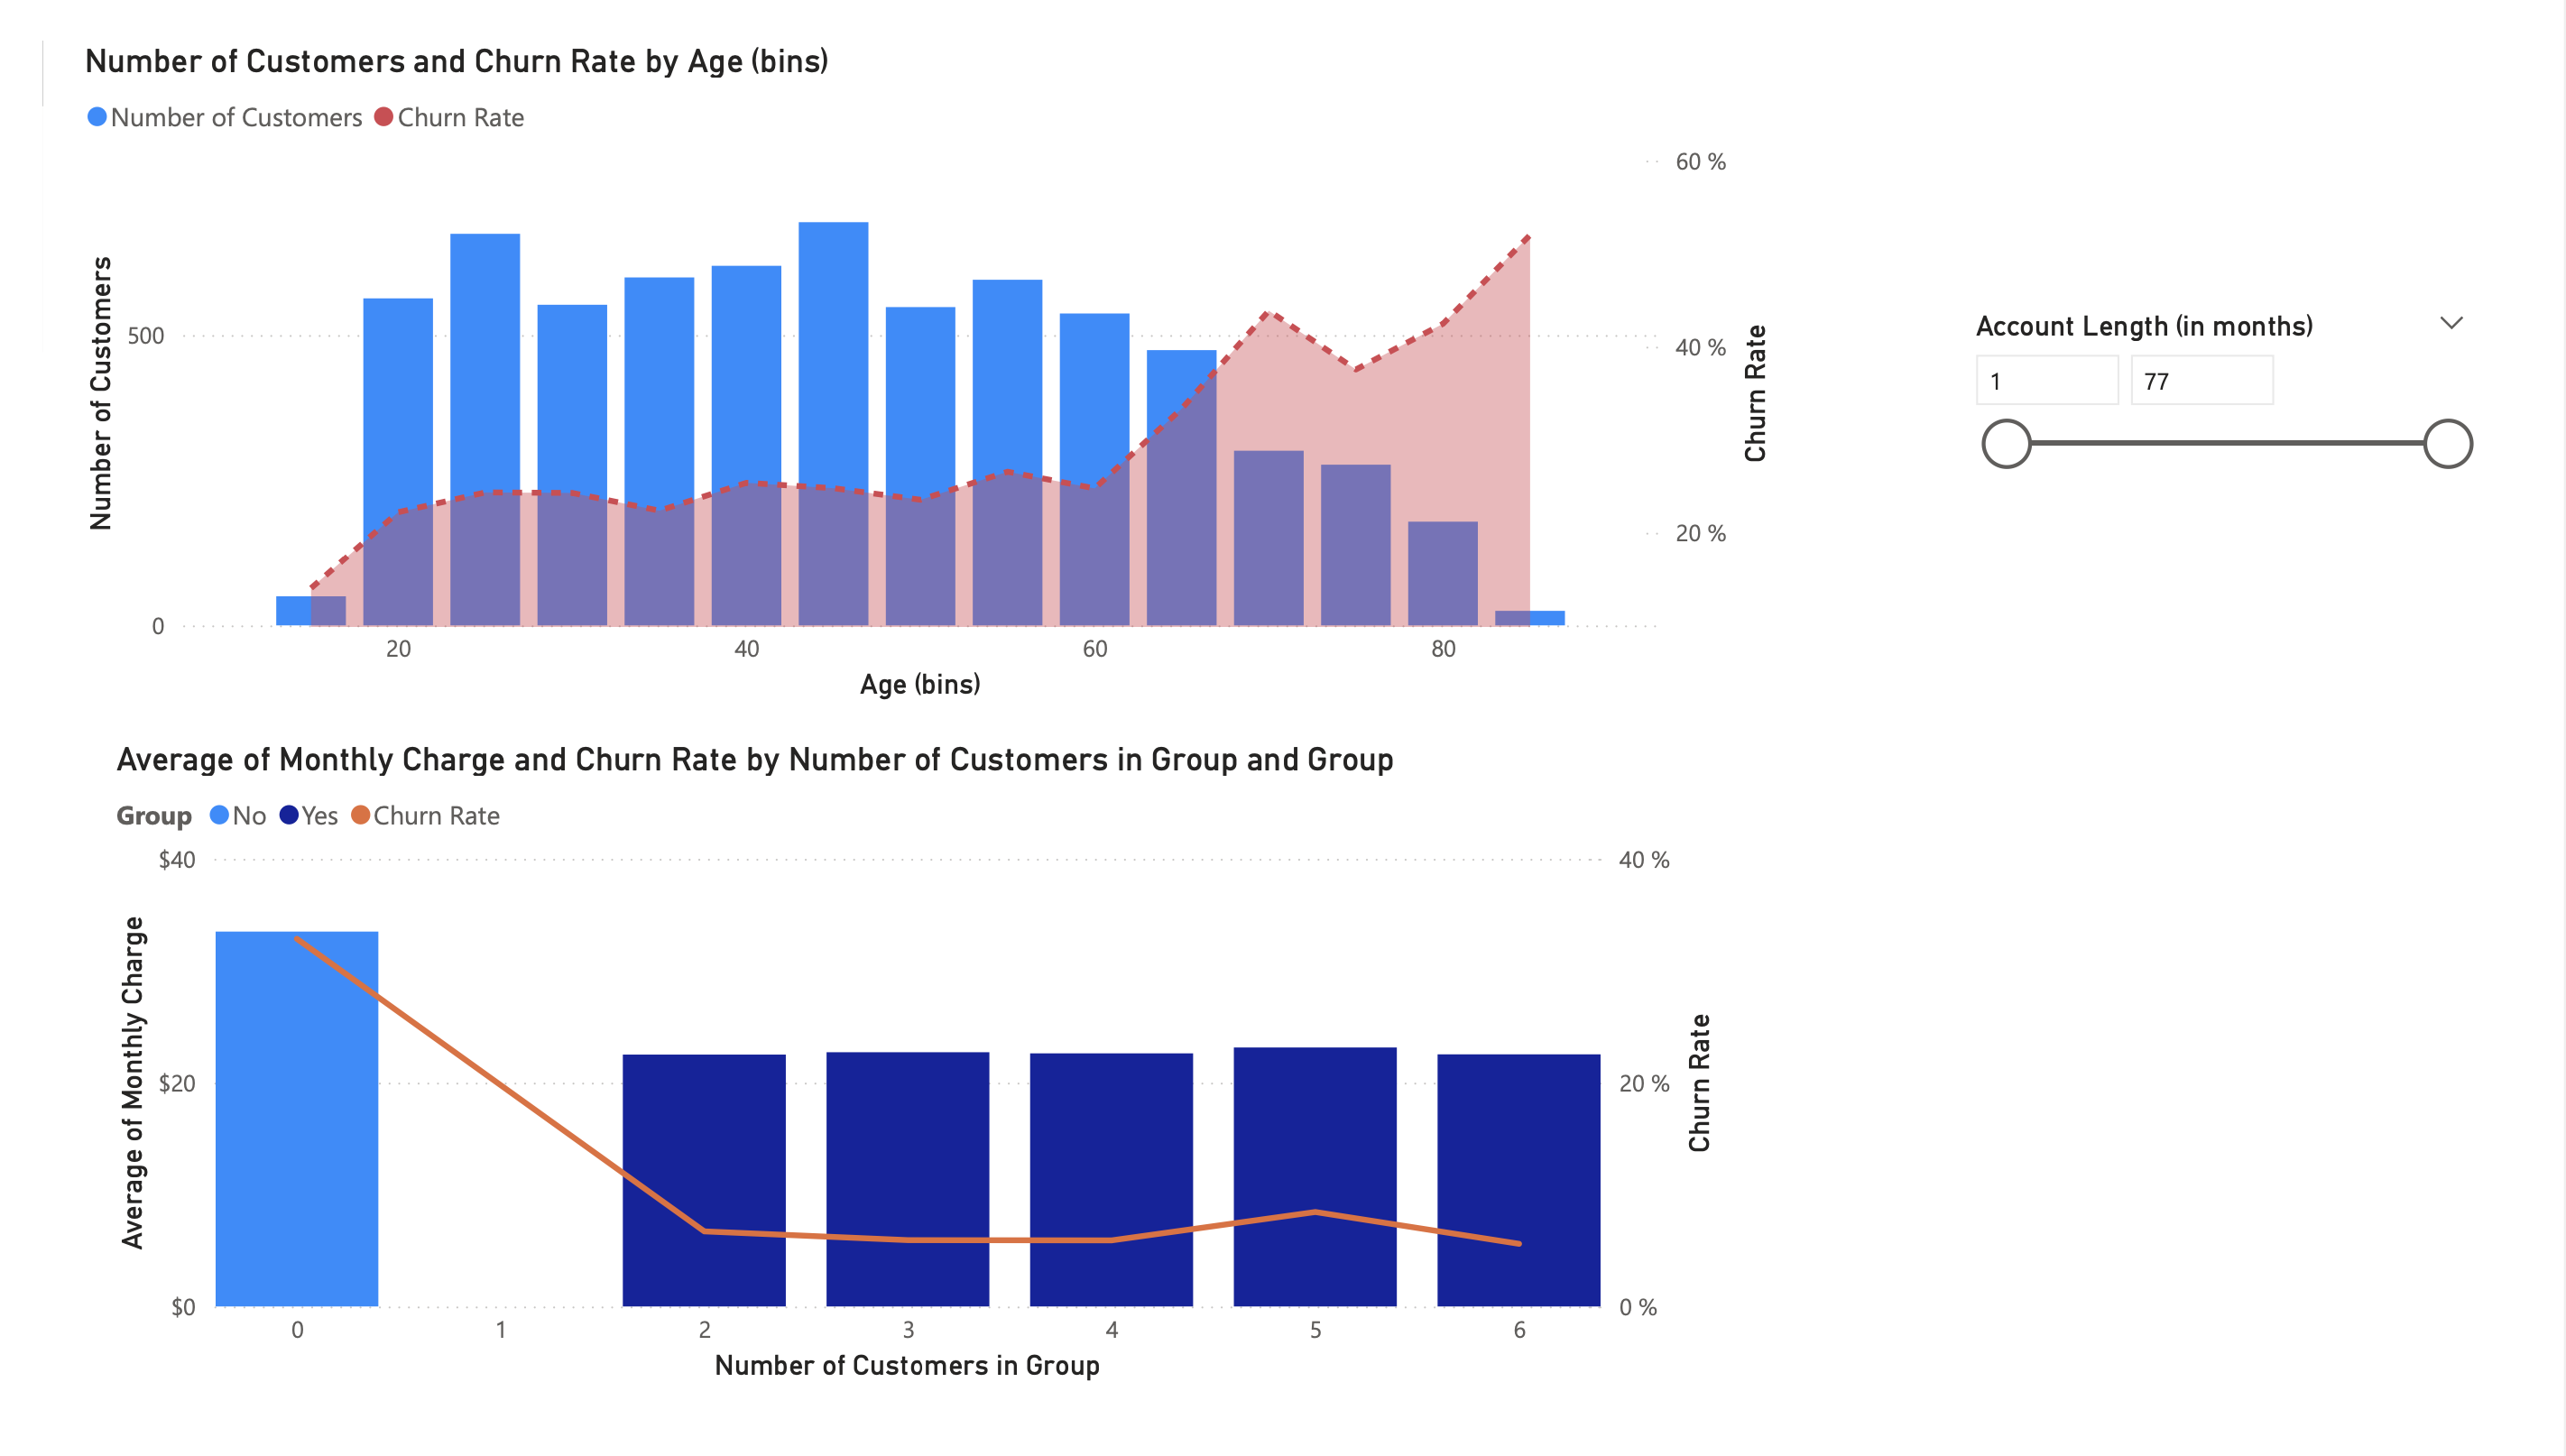 Number of Customers and Churn Rate by Age (bins)
Number of Customers Churn Rate
60 %
Number of Customers
500
40 %
Churn Rate
20 %
0
20 40 60 80
Age (bins)
Account Length (in months)
1 77
Average of Monthly Charge and Churn Rate by Number of Customers in Group and Group
Group No Yes Churn Rate
$40 40 %
Average of Monthly Charge
$20 20 %
Churn Rate
$0 0 %
0 1 2 3 4 5 6
Number of Customers in Group